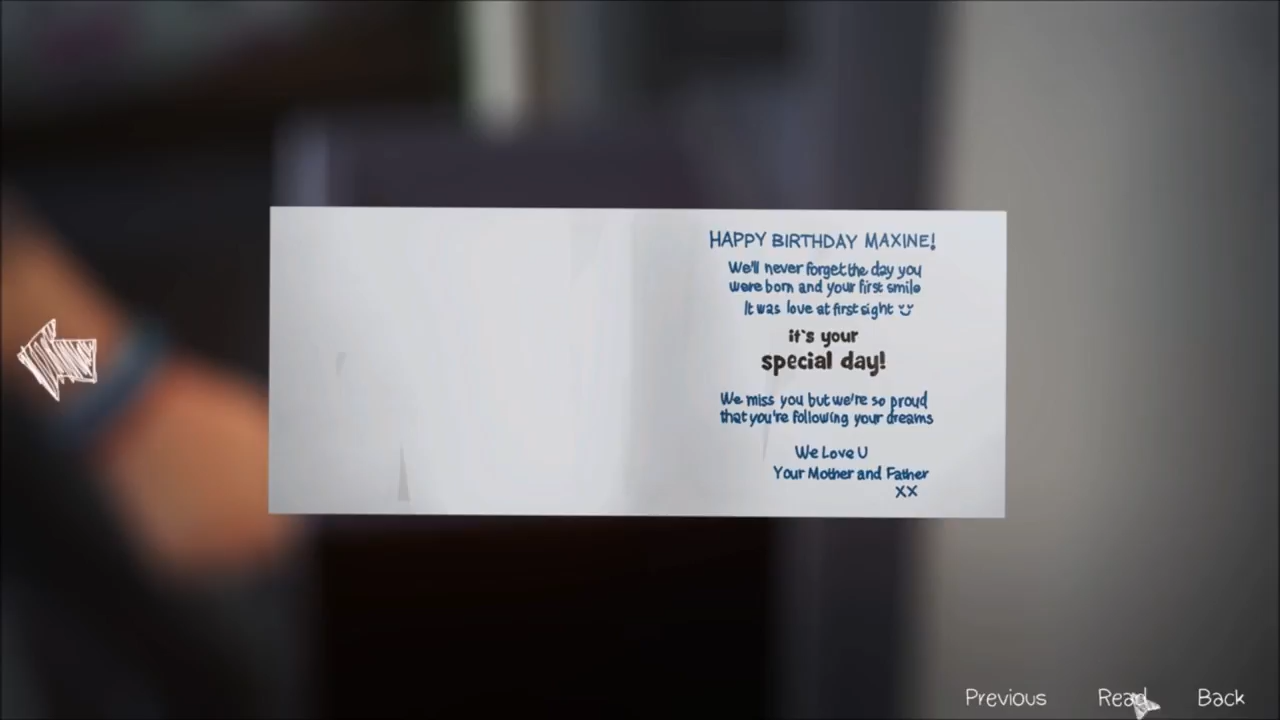 HAPPY BIRTHDAY MAXINE!
We'll never forget the day you
were born and your first smile
It was love at first sight
it's your
special day!
We miss you but we're so proud
that you're following your dreams
We Love U
Your Mother and Father
XX
Previous
Read
Back